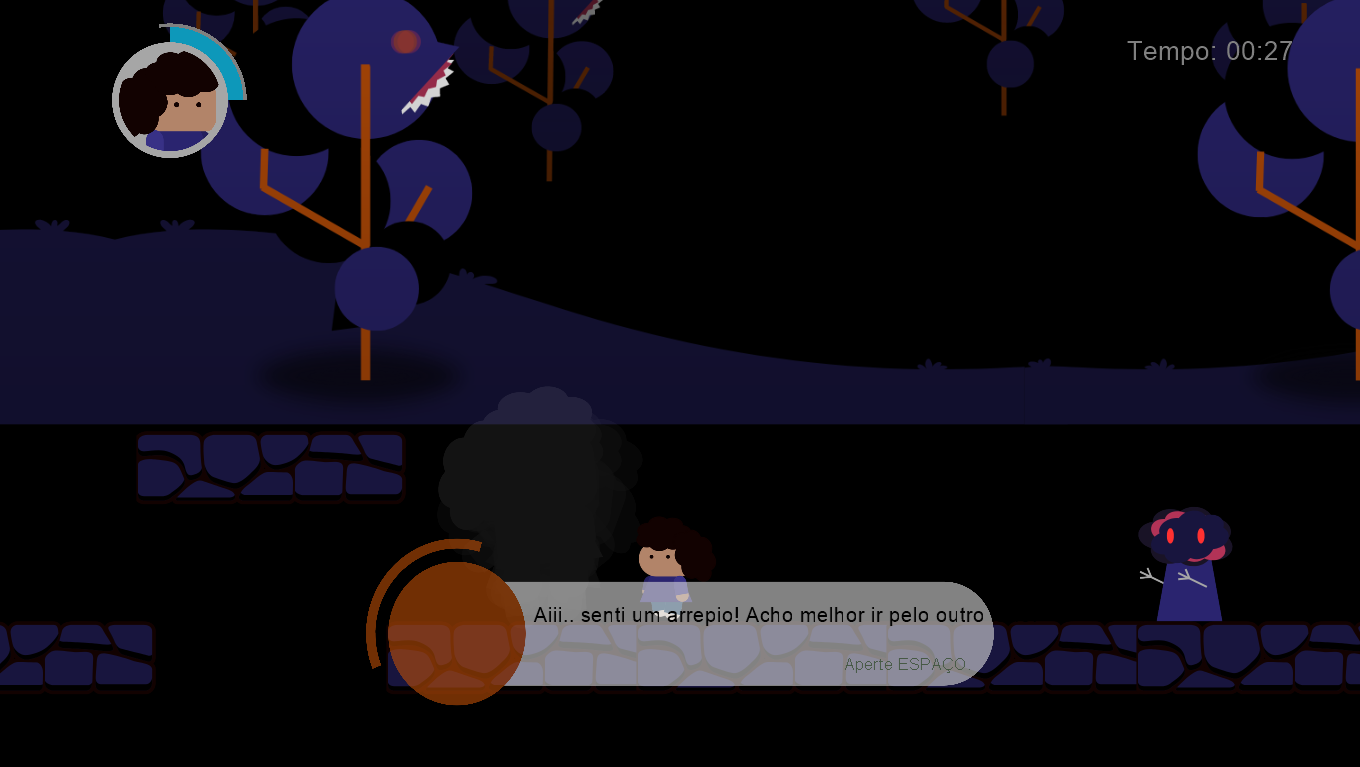 Tempo: 00:27
Aiii.. senti um arrepio! Acho melhor ir pelo outro
Aperte ESPAÇO